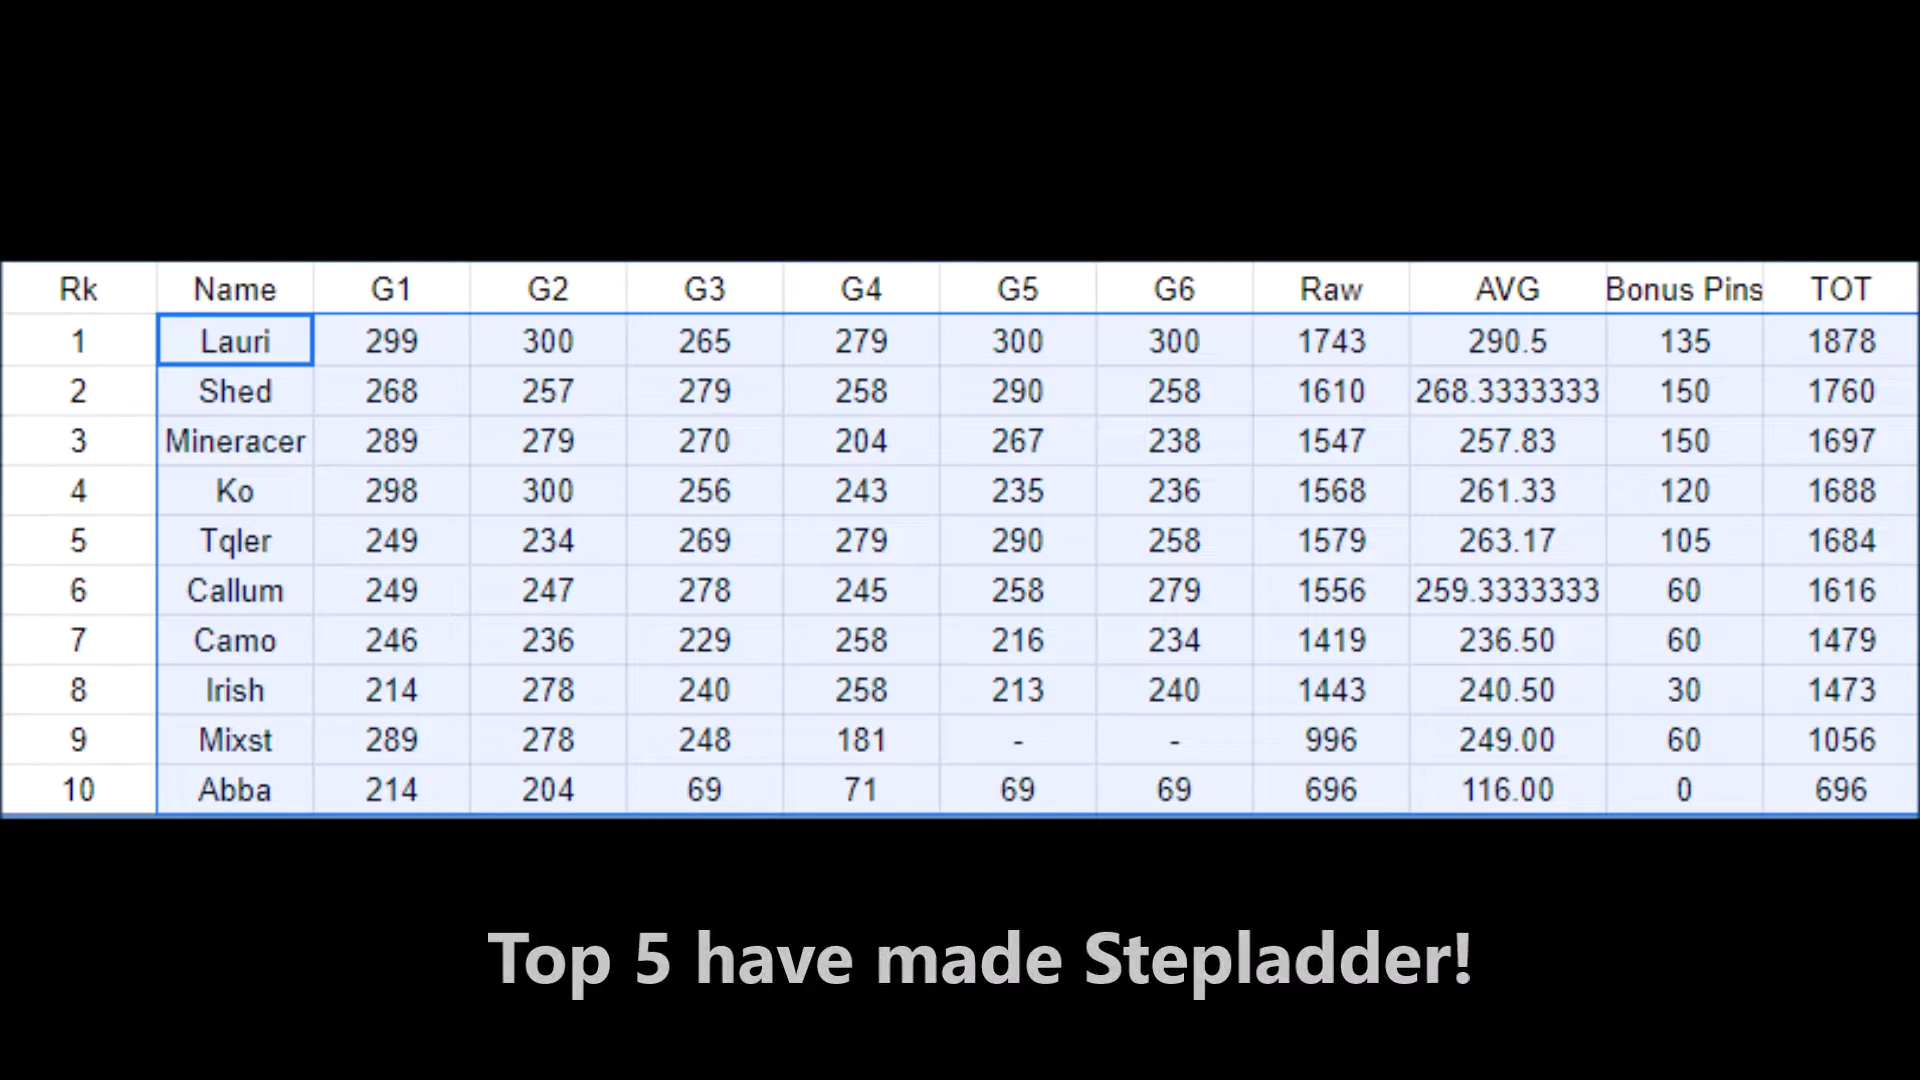 Rk Name G1 G2 G3 G4 G5 G6 Raw AVG Bonus Pins TOT
1 Lauri 299 300 265 279 300 300 1743 290.5 135 1878
2 Shed 268 257 279 258 290 258 1610 268.3333333 150 1760
3 Mineracer 289 279 270 204 267 238 1547 257.83 150 1697
4 Ko 298 300 256 243 235 236 1568 261.33 120 1688
5 Tqler 249 234 269 279 290 258 1579 263.17 105 1684
6 Callum 249 247 278 245 258 279 1556 259.3333333 60 1616
7 Camo 246 236 229 258 216 234 1419 236.50 60 1479
8 Irish 214 278 240 258 213 240 1443 240.50 30 1473
9 Mixst 289 278 248 181 - - 996 249.00 60 1056
10 Abba 214 204 69 71 69 69 696 116.00 0 696
Top 5 have made Stepladder!